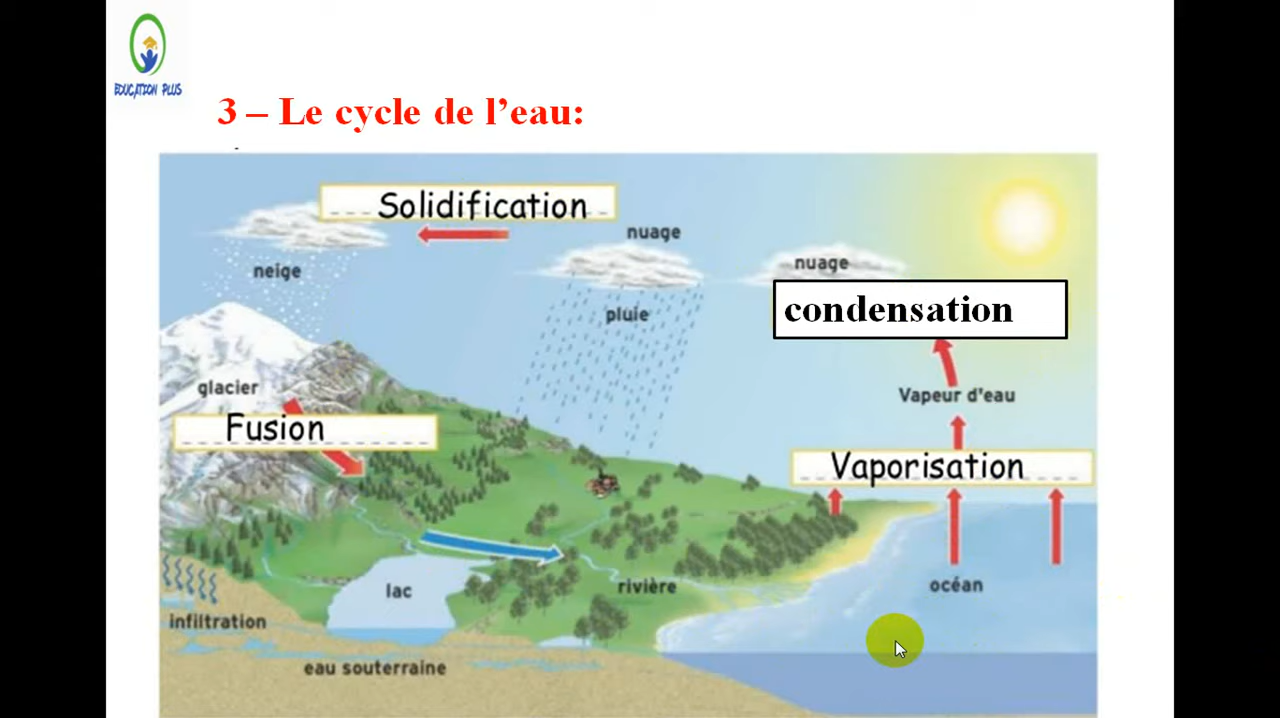 EDUCATION PLUS
3 – Le cycle de l’eau:
Solidification
nuage
neige
nuage
pluie
condensation
glacier
Vapeur d'eau
Fusion
Vaporisation
lac
rivière
océan
infiltration
eau souterraine